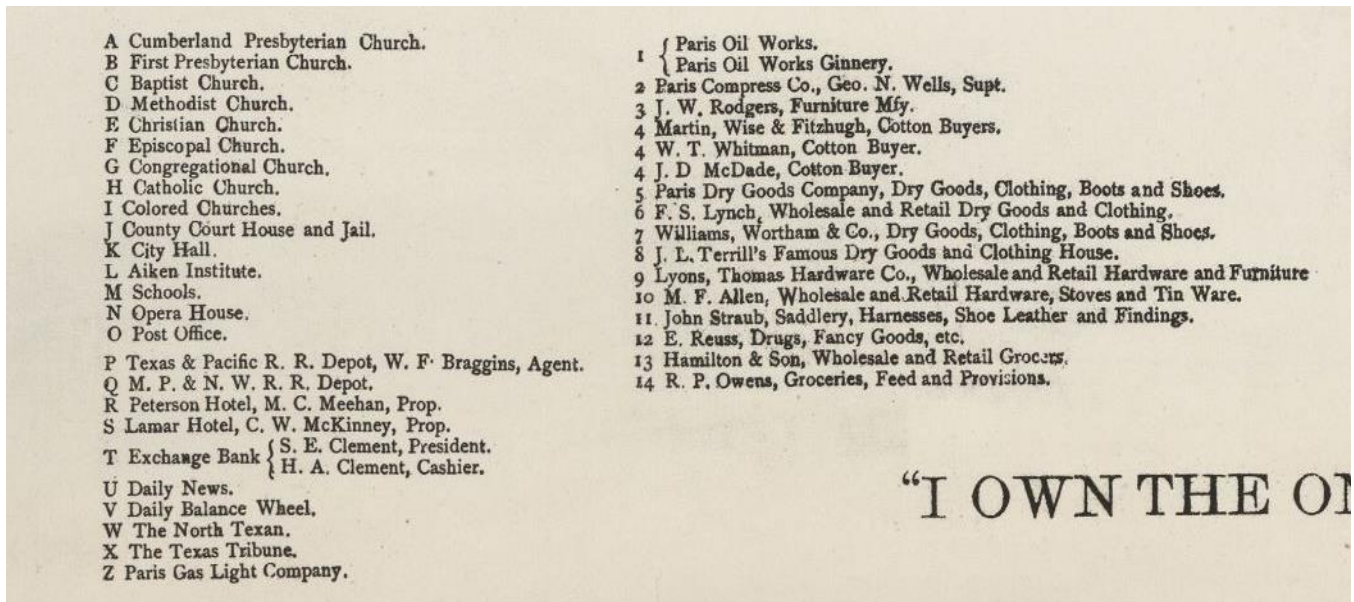 A Cumberland Presbyterian Church.
B First Presbyterian Church.
C Baptist Church.
D Methodist Church.
E Christian Church.
F Episcopal Church.
G Congregational Church.
H Catholic Church.
I Colored Churches.
J County Court House and Jail.
K City Hall.
L Aiken Institute.
M Schools.
N Opera House.
O Post Office.
P Texas & Pacific R. R. Depot, W. F. Braggins, Agent.
Q M. P. & N. W. R. R. Depot.
R Peterson Hotel, M. C. Meehan, Prop.
S Lamar Hotel, C. W. McKinney, Prop.
T Exchange Bank { S. E. Clement, President.
H. A. Clement, Cashier.
U Daily News.
V Daily Balance Wheel.
W The North Texan.
X The Texas Tribune.
Z Paris Gas Light Company.
1 { Paris Oil Works.
Paris Oil Works Ginnery.
2 Paris Compress Co., Geo. N. Wells, Supt.
3 J. W. Rodgers, Furniture Mfy.
4 Martin, Wise & Fitzhugh, Cotton Buyers.
4 W. T. Whitman, Cotton Buyer.
4 J. D McDade, Cotton Buyer.
5 Paris Dry Goods Company, Dry Goods, Clothing, Boots and Shoes.
6 F. S. Lynch, Wholesale and Retail Dry Goods and Clothing.
7 Williams, Wortham & Co., Dry Goods, Clothing, Boots and Shoes.
8 J. L. Terrill's Famous Dry Goods and Clothing House.
9 Lyons, Thomas Hardware Co., Wholesale and Retail Hardware and Furniture
10 M. F. Allen, Wholesale and Retail Hardware, Stoves and Tin Ware.
11. John Straub, Saddlery, Harnesses, Shoe Leather and Findings.
12 E. Reuss, Drugs, Fancy Goods, etc.
13 Hamilton & Son, Wholesale and Retail Grocers.
14 R. P. Owens, Groceries, Feed and Provisions.
"I OWN THE ON